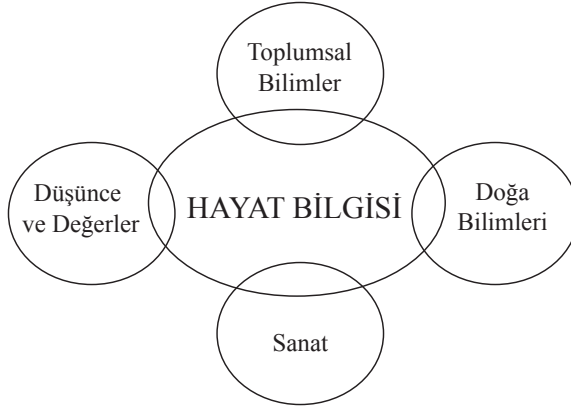 Toplumsal
Bilimler
Düşünce
ve Değerler
HAYAT BİLGİSİ
Doğa
Bilimleri
Sanat